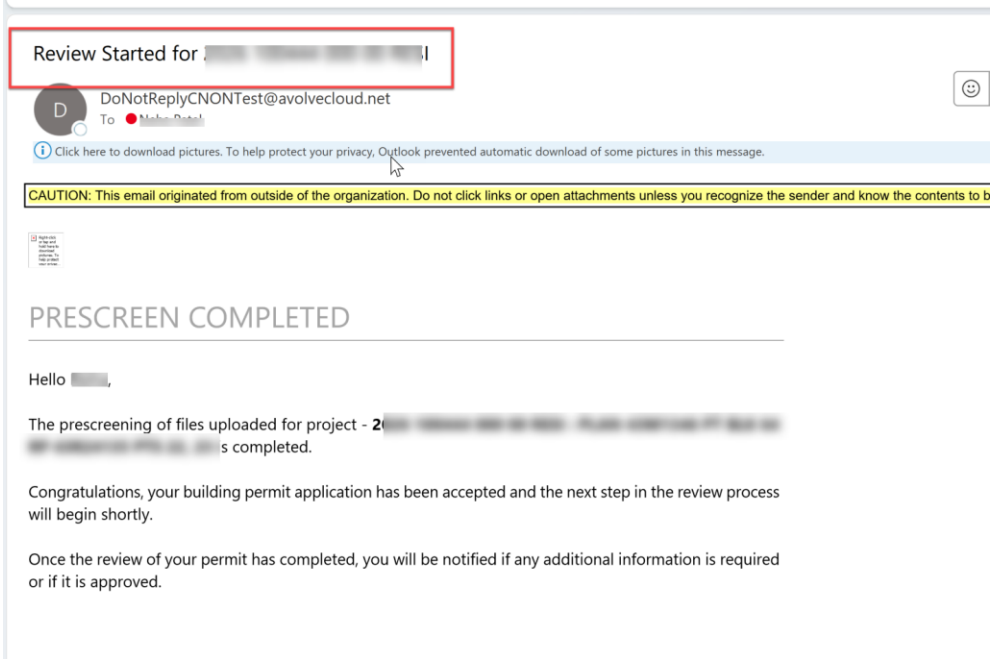 Review Started for
D
DoNotReplyCNONTest@avolvecloud.net
To
Click here to download pictures. To help protect your privacy, Outlook prevented automatic download of some pictures in this message.
CAUTION: This email originated from outside of the organization. Do not click links or open attachments unless you recognize the sender and know the contents to b
Right-click
PRESCREEN COMPLETED
Hello ,
The prescreening of files uploaded for project -
s completed.
Congratulations, your building permit application has been accepted and the next step in the review process
will begin shortly.
Once the review of your permit has completed, you will be notified if any additional information is required
or if it is approved.